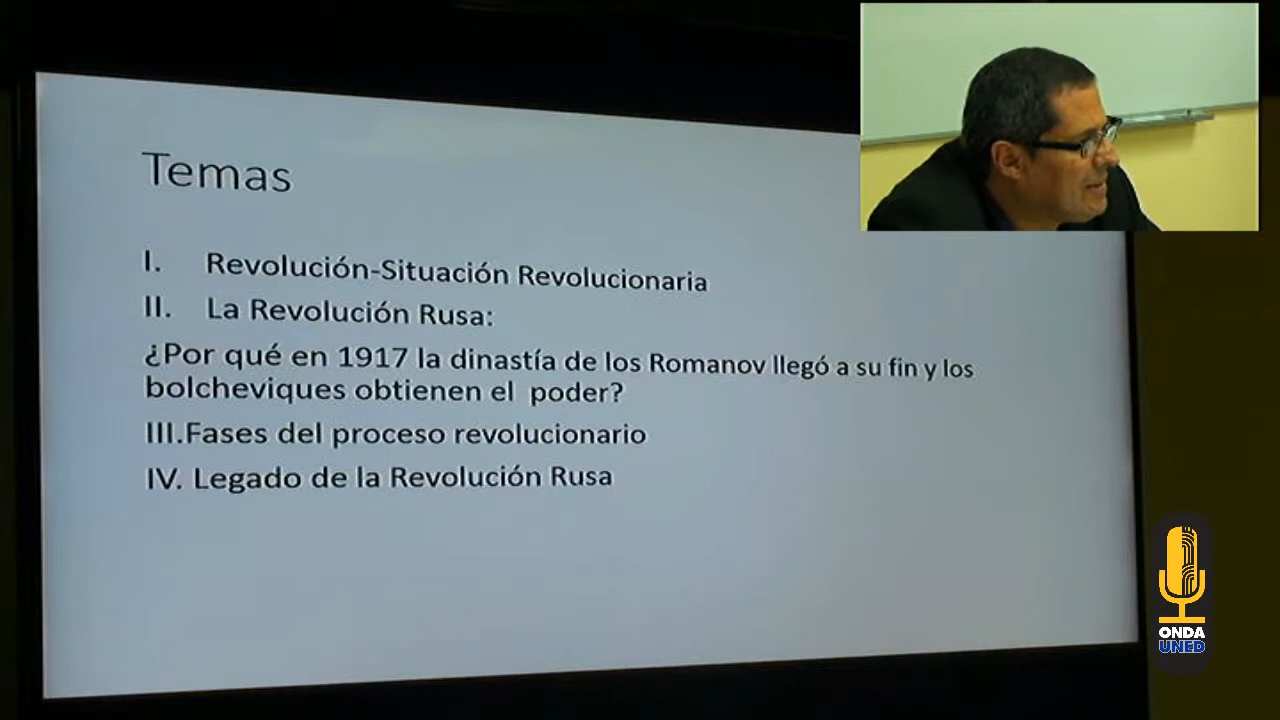 Temas
I. Revolución-Situación Revolucionaria
II. La Revolución Rusa:
¿Por qué en 1917 la dinastía de los Romanov llegó a su fin y los
bolcheviques obtienen el poder?
III.Fases del proceso revolucionario
IV. Legado de la Revolución Rusa
ONDA
UNED